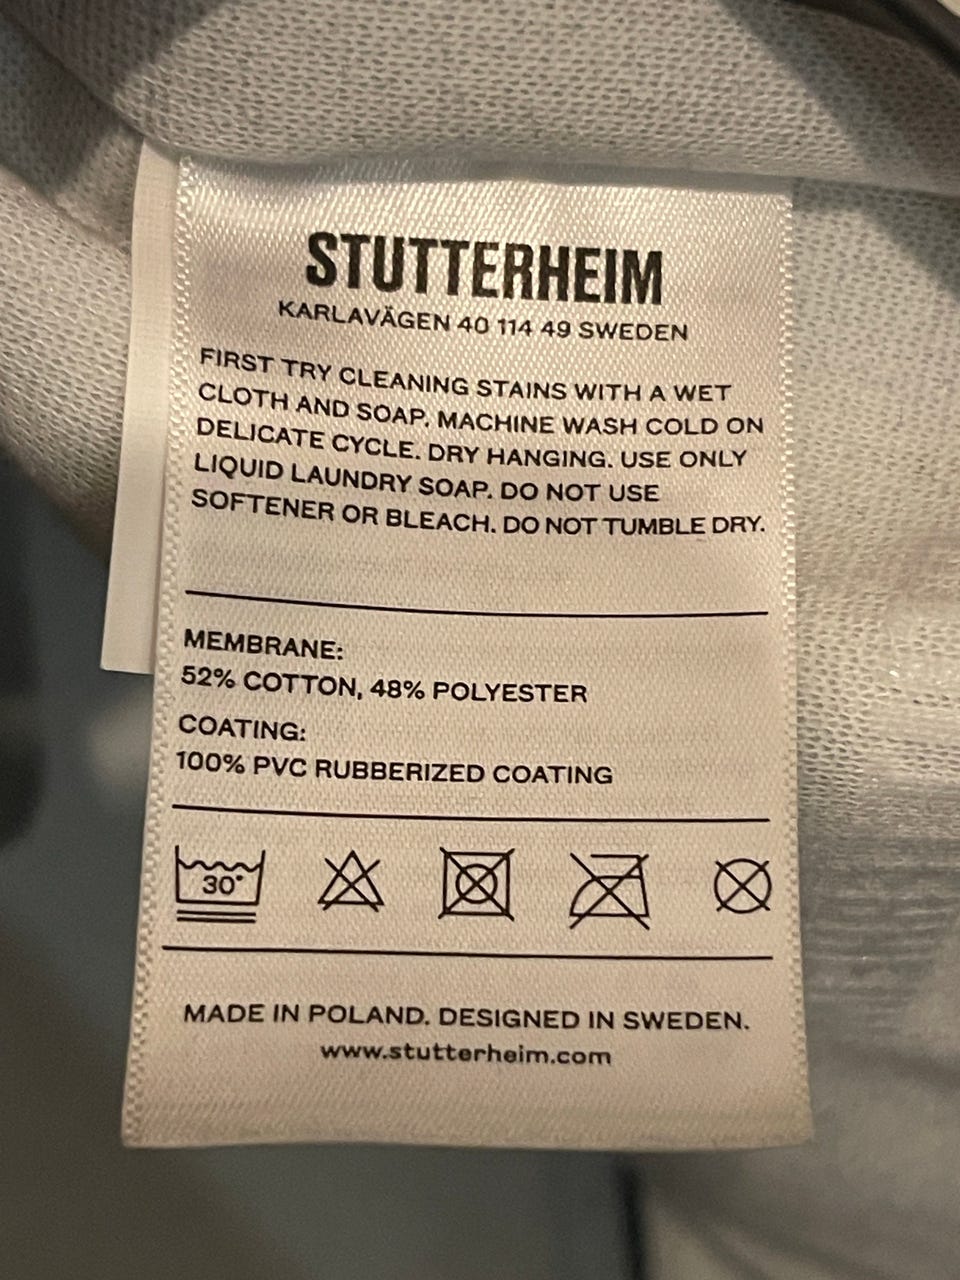 STUTTERHEIM
KARLAVÄGEN 40 114 49 SWEDEN
FIRST TRY CLEANING STAINS WITH A WET
CLOTH AND SOAP. MACHINE WASH COLD ON
DELICATE CYCLE. DRY HANGING. USE ONLY
LIQUID LAUNDRY SOAP. DO NOT USE
SOFTENER OR BLEACH. DO NOT TUMBLE DRY.
MEMBRANE:
52% COTTON, 48% POLYESTER
COATING:
100% PVC RUBBERIZED COATING
30°
MADE IN POLAND. DESIGNED IN SWEDEN.
www.stutterheim.com